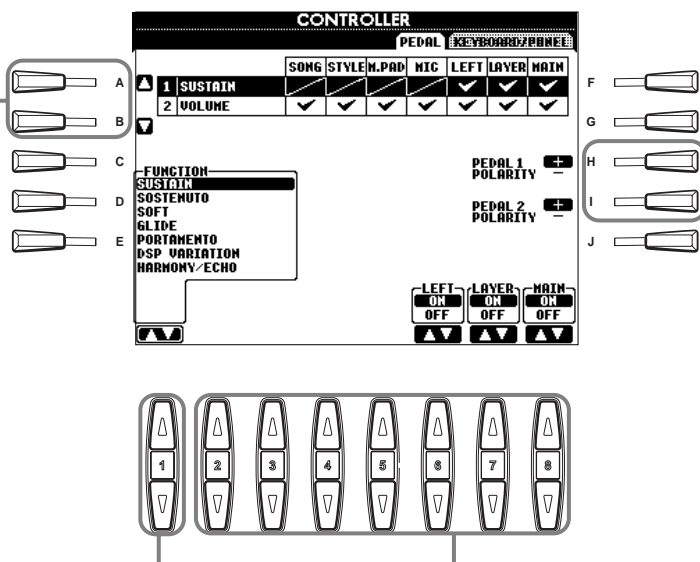 CONTROLLER
PEDAL KEYBOARD/PANEL
SONG STYLE M.PAD MIC LEFT LAYER MAIN
1 SUSTAIN
2 VOLUME
A
B
C
D
E
F
G
H
I
J
PEDAL 1 +
POLARITY −
PEDAL 2 +
POLARITY −
FUNCTION
SUSTAIN
SOSTENUTO
SOFT
GLIDE
PORTAMENTO
DSP VARIATION
HARMONY/ECHO
LEFT LAYER MAIN
ON ON ON
OFF OFF OFF
1 2 3 4 5 6 7 8